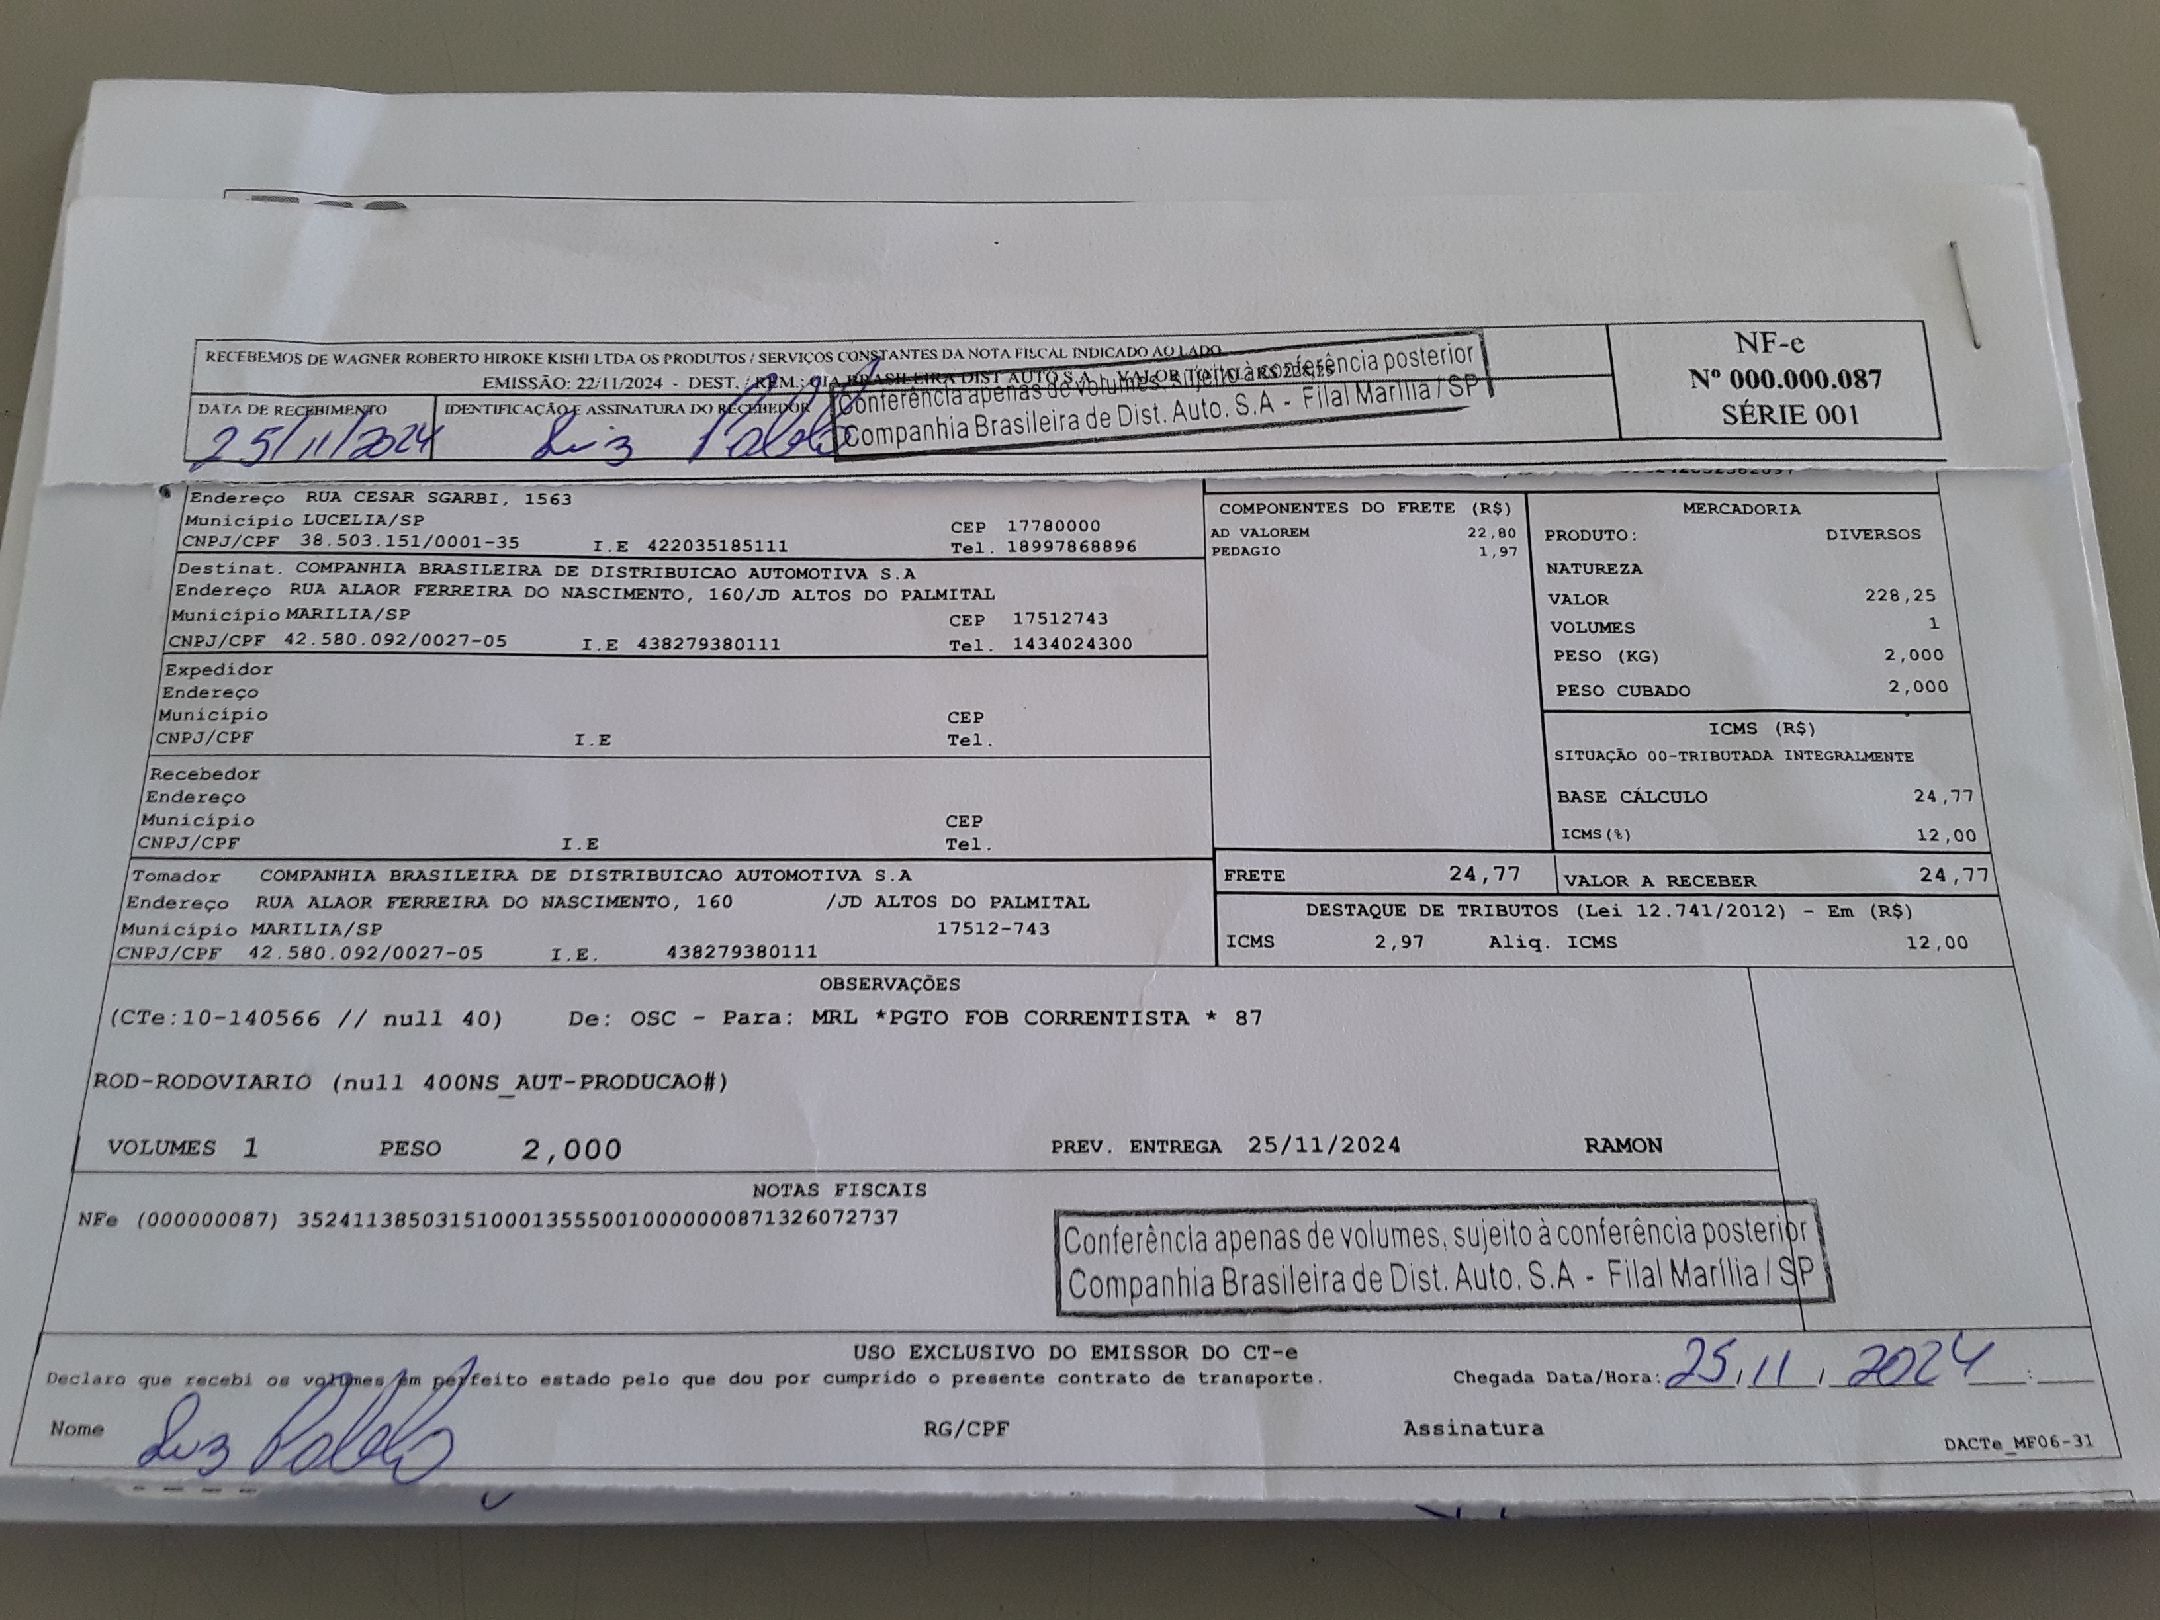 RECEBEMOS DE WAGNER ROBERTO HIROKE KISHI LTDA OS PRODUTOS / SERVIÇOS CONSTANTES DA NOTA FISCAL INDICADO AO LADO
EMISSÃO: 22/11/2024 - DEST. / REM.: CIA BRASILEIRA DIST AUTO S A - VALOR TOTAL: R$
Conferência apenas de volumes, sujeito à conferência posterior
Companhia Brasileira de Dist. Auto. S.A - Filal Marília / SP
NF-e
Nº 000.000.087
SÉRIE 001
DATA DE RECEBIMENTO
25/11/2024
IDENTIFICAÇÃO E ASSINATURA DO RECEBEDOR
Luiz
Endereço RUA CESAR SGARBI, 1563
Município LUCELIA/SP CEP 17780000
CNPJ/CPF 38.503.151/0001-35 I.E 422035185111 Tel. 18997868896
Destinat. COMPANHIA BRASILEIRA DE DISTRIBUICAO AUTOMOTIVA S.A
Endereço RUA ALAOR FERREIRA DO NASCIMENTO, 160/JD ALTOS DO PALMITAL
Município MARILIA/SP CEP 17512743
CNPJ/CPF 42.580.092/0027-05 I.E 438279380111 Tel. 1434024300
Expedidor
Endereço
Município CEP
CNPJ/CPF I.E Tel.
Recebedor
Endereço
Município CEP
CNPJ/CPF I.E Tel.
Tomador COMPANHIA BRASILEIRA DE DISTRIBUICAO AUTOMOTIVA S.A
Endereço RUA ALAOR FERREIRA DO NASCIMENTO, 160 /JD ALTOS DO PALMITAL
Município MARILIA/SP 17512-743
CNPJ/CPF 42.580.092/0027-05 I.E. 438279380111
COMPONENTES DO FRETE (R$)
AD VALOREM 22,80
PEDAGIO 1,97
MERCADORIA
PRODUTO: DIVERSOS
NATUREZA
VALOR 228,25
VOLUMES 1
PESO (KG) 2,000
PESO CUBADO 2,000
ICMS (R$)
SITUAÇÃO 00-TRIBUTADA INTEGRALMENTE
BASE CÁLCULO 24,77
ICMS(%) 12,00
FRETE 24,77 VALOR A RECEBER 24,77
DESTAQUE DE TRIBUTOS (Lei 12.741/2012) - Em (R$)
ICMS 2,97 Aliq. ICMS 12,00
OBSERVAÇÕES
(CTe:10-140566 // null 40) De: OSC - Para: MRL *PGTO FOB CORRENTISTA * 87
ROD-RODOVIARIO (null 400NS_AUT-PRODUCAO#)
VOLUMES 1 PESO 2,000 PREV. ENTREGA 25/11/2024 RAMON
NOTAS FISCAIS
NFe (000000087) 35241138503151000135550010000000871326072737
Conferência apenas de volumes, sujeito à conferência posterior
Companhia Brasileira de Dist. Auto. S.A - Filal Marília / SP
USO EXCLUSIVO DO EMISSOR DO CT-e
Declaro que recebi os volumes em perfeito estado pelo que dou por cumprido o presente contrato de transporte. Chegada Data/Hora: 25/11/2024 :
Nome Luiz RG/CPF Assinatura
DACTe_MF06-31